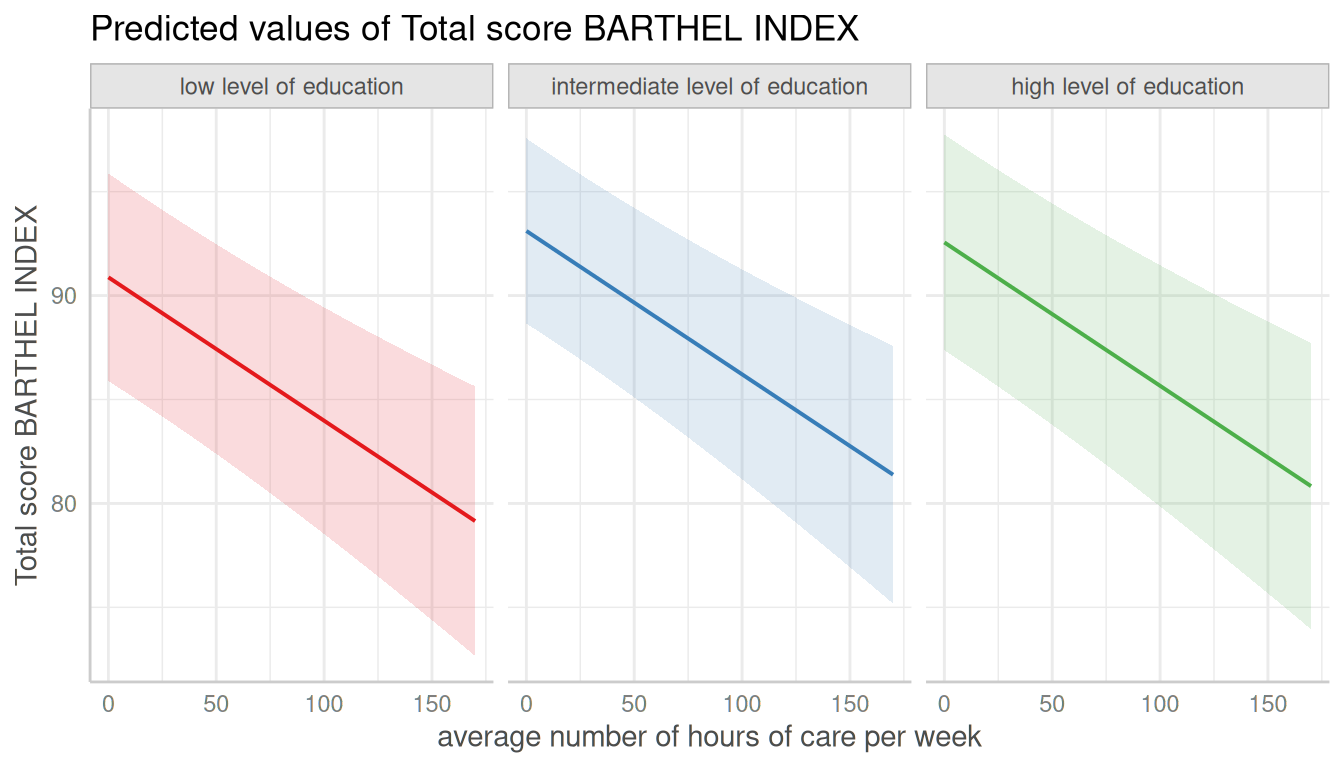 Predicted values of Total score BARTHEL INDEX
low level of education
intermediate level of education
high level of education
Total score BARTHEL INDEX
90
80
0 50 100 150
0 50 100 150
0 50 100 150
average number of hours of care per week